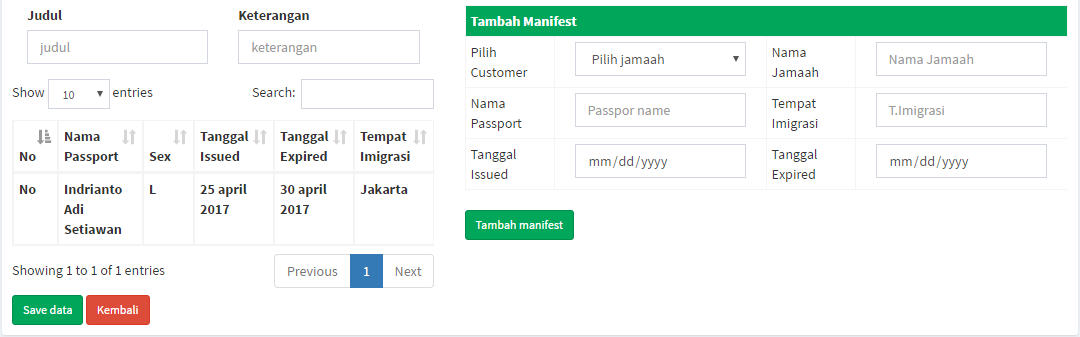 Judul
Keterangan
judul
keterangan
Show 10 entries
Search:
No
Nama
Passport
Sex
Tanggal
Issued
Tanggal
Expired
Tempat
Imigrasi
No
Indrianto
Adi
Setiawan
L
25 april
2017
30 april
2017
Jakarta
Showing 1 to 1 of 1 entries
Previous 1 Next
Save data
Kembali
Tambah Manifest
Pilih
Customer
Pilih jamaah
Nama
Jamaah
Nama Jamaah
Nama
Passport
Passpor name
Tempat
Imigrasi
T.Imigrasi
Tanggal
Issued
mm/dd/yyyy
Tanggal
Expired
mm/dd/yyyy
Tambah manifest